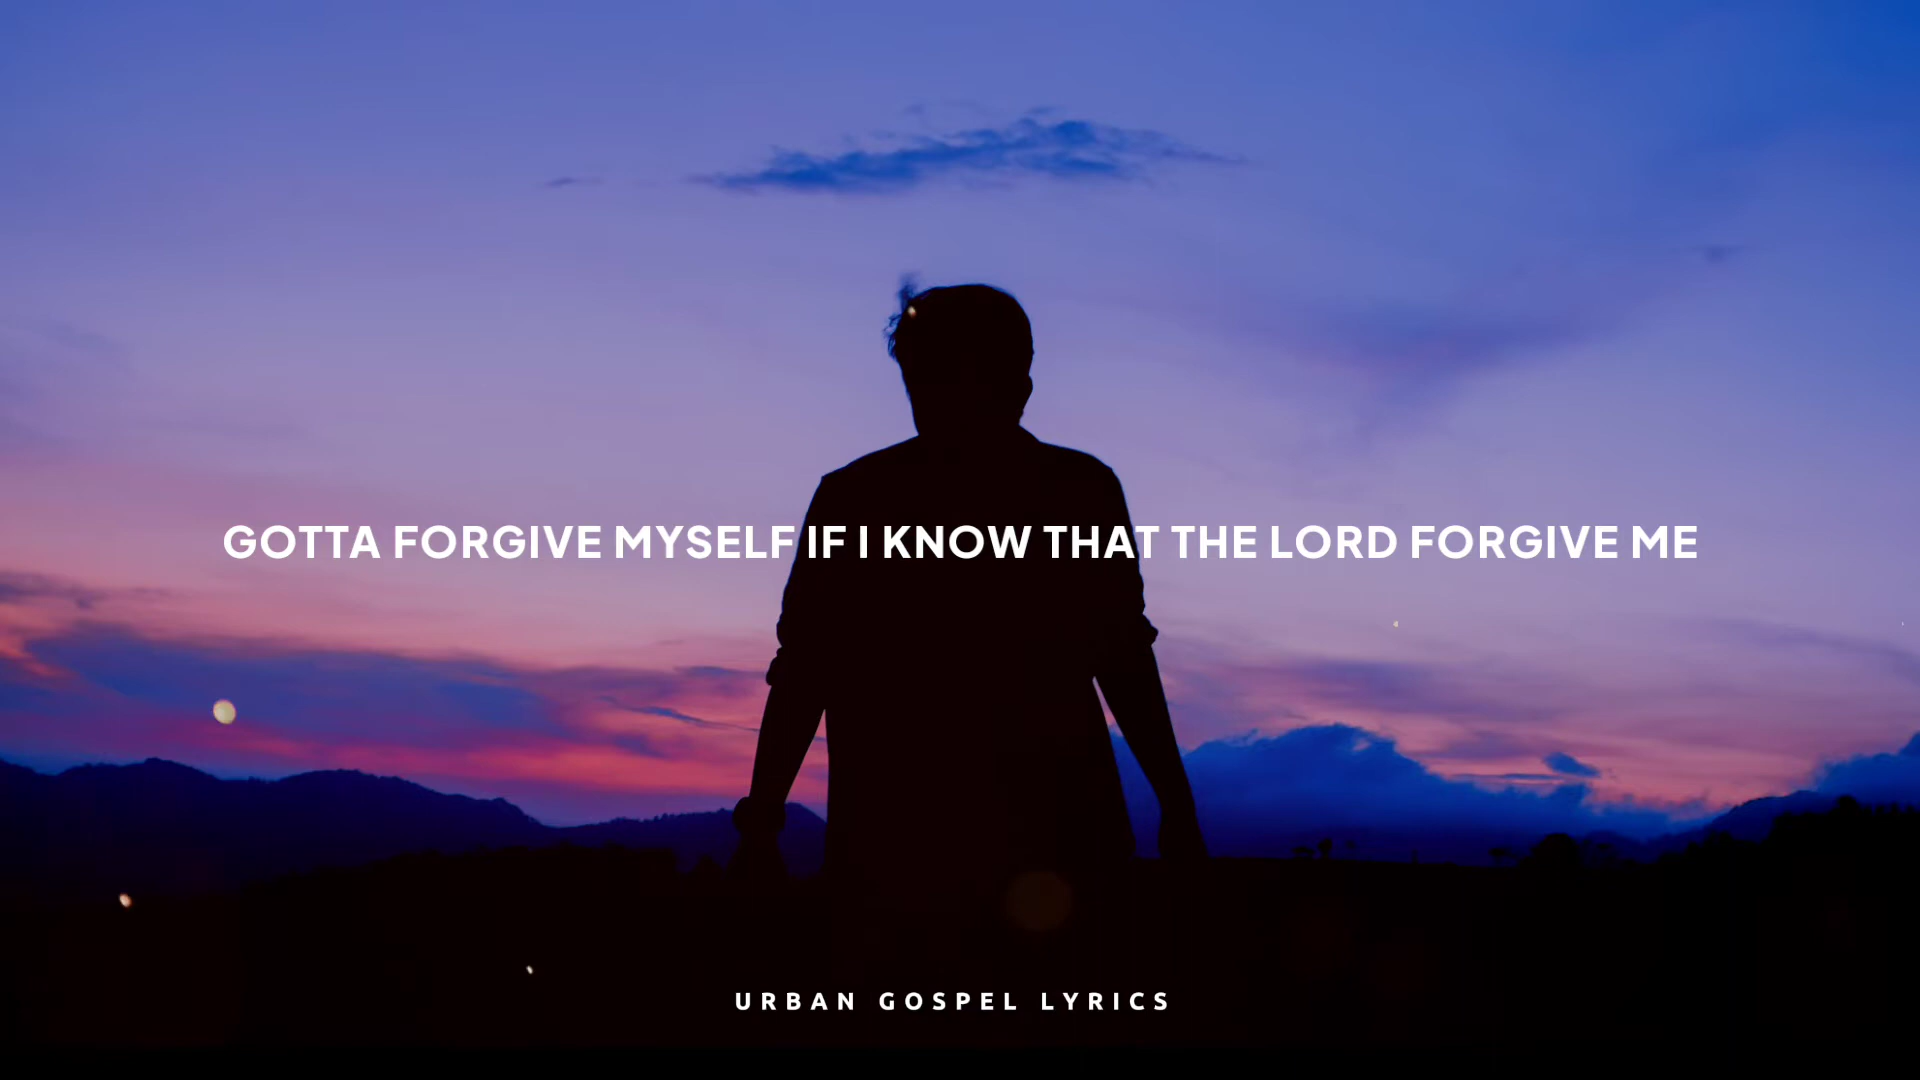 GOTTA FORGIVE MYSELF IF I KNOW THAT THE LORD FORGIVE ME
URBAN GOSPEL LYRICS